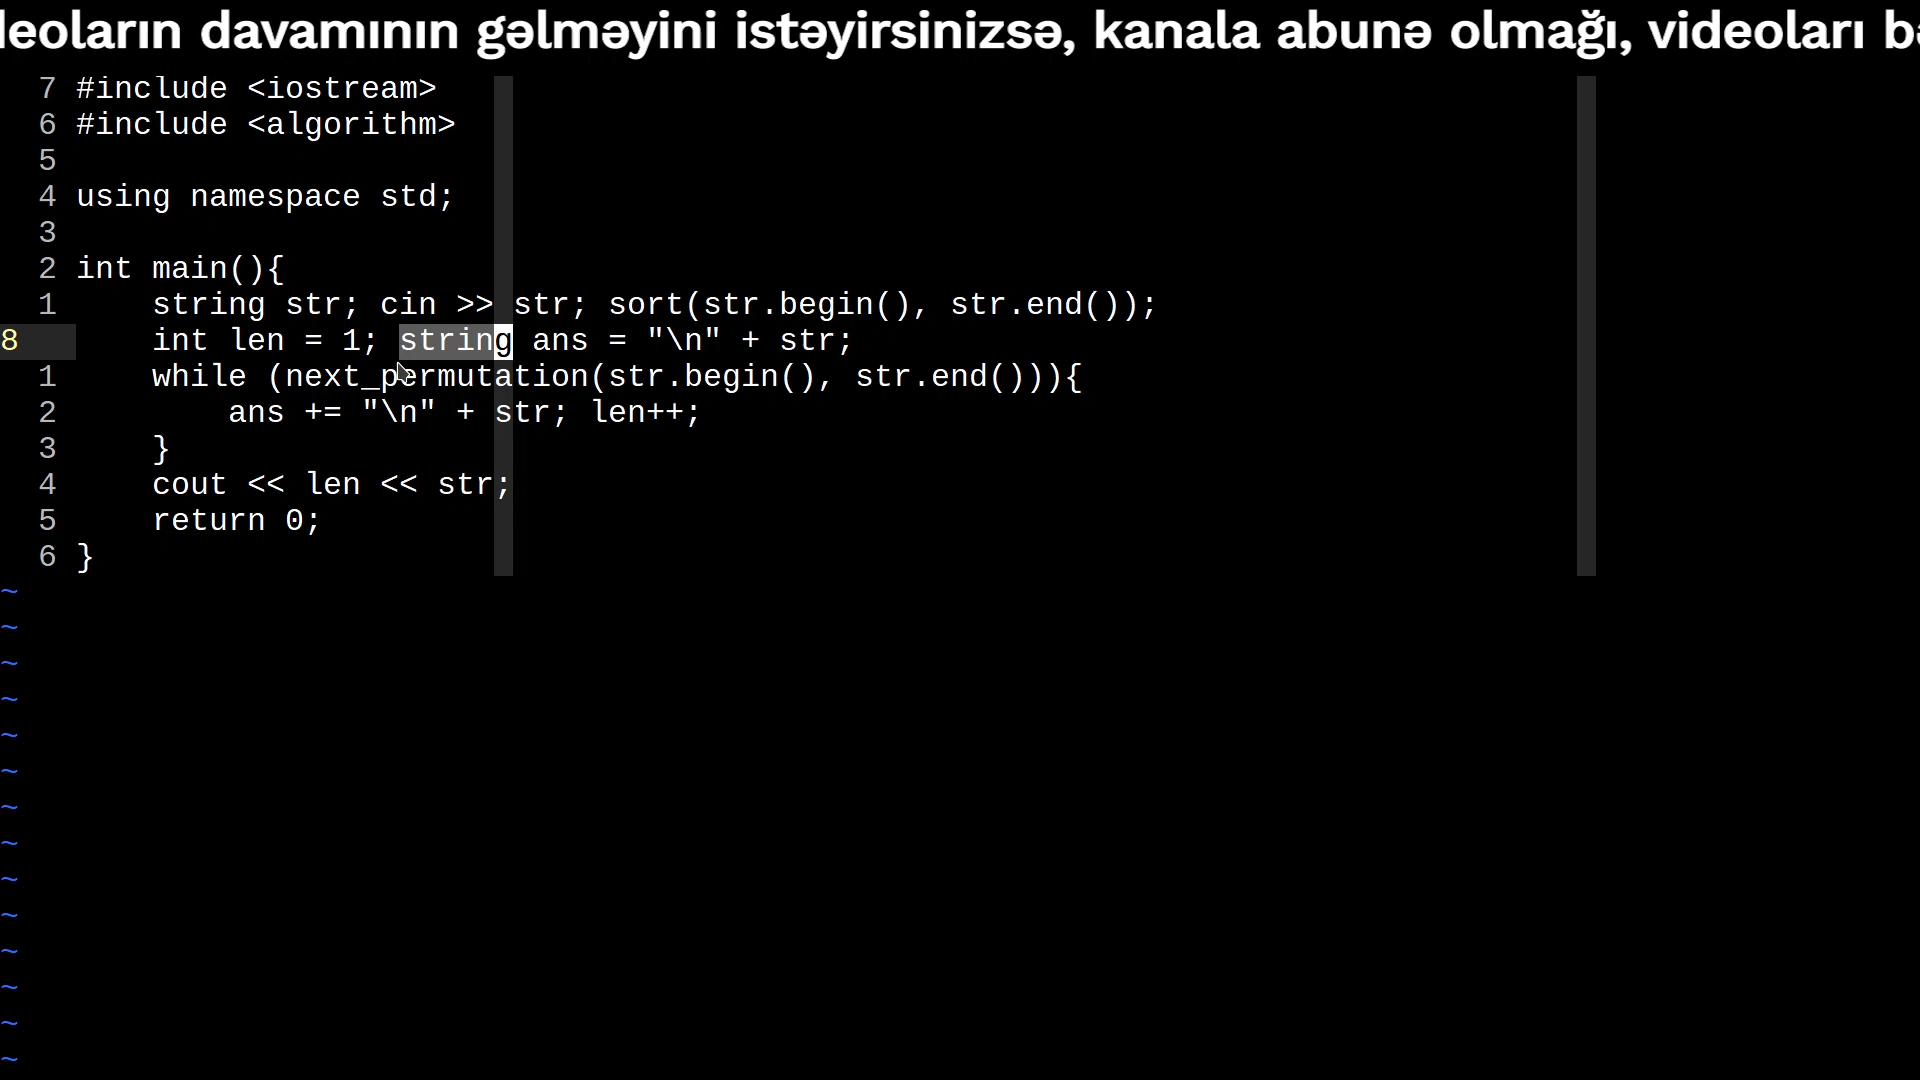 deoların davamının gəlməyini istəyirsinizsə, kanala abunə olmağı, videoları bə
7 #include <iostream>
6 #include <algorithm>
5
4 using namespace std;
3
2 int main(){
1     string str; cin >> str; sort(str.begin(), str.end());
8     int len = 1; string ans = "\n" + str;
1     while (next_permutation(str.begin(), str.end())){
2         ans += "\n" + str; len++;
3     }
4     cout << len << str;
5     return 0;
6 }
~
~
~
~
~
~
~
~
~
~
~
~
~
~